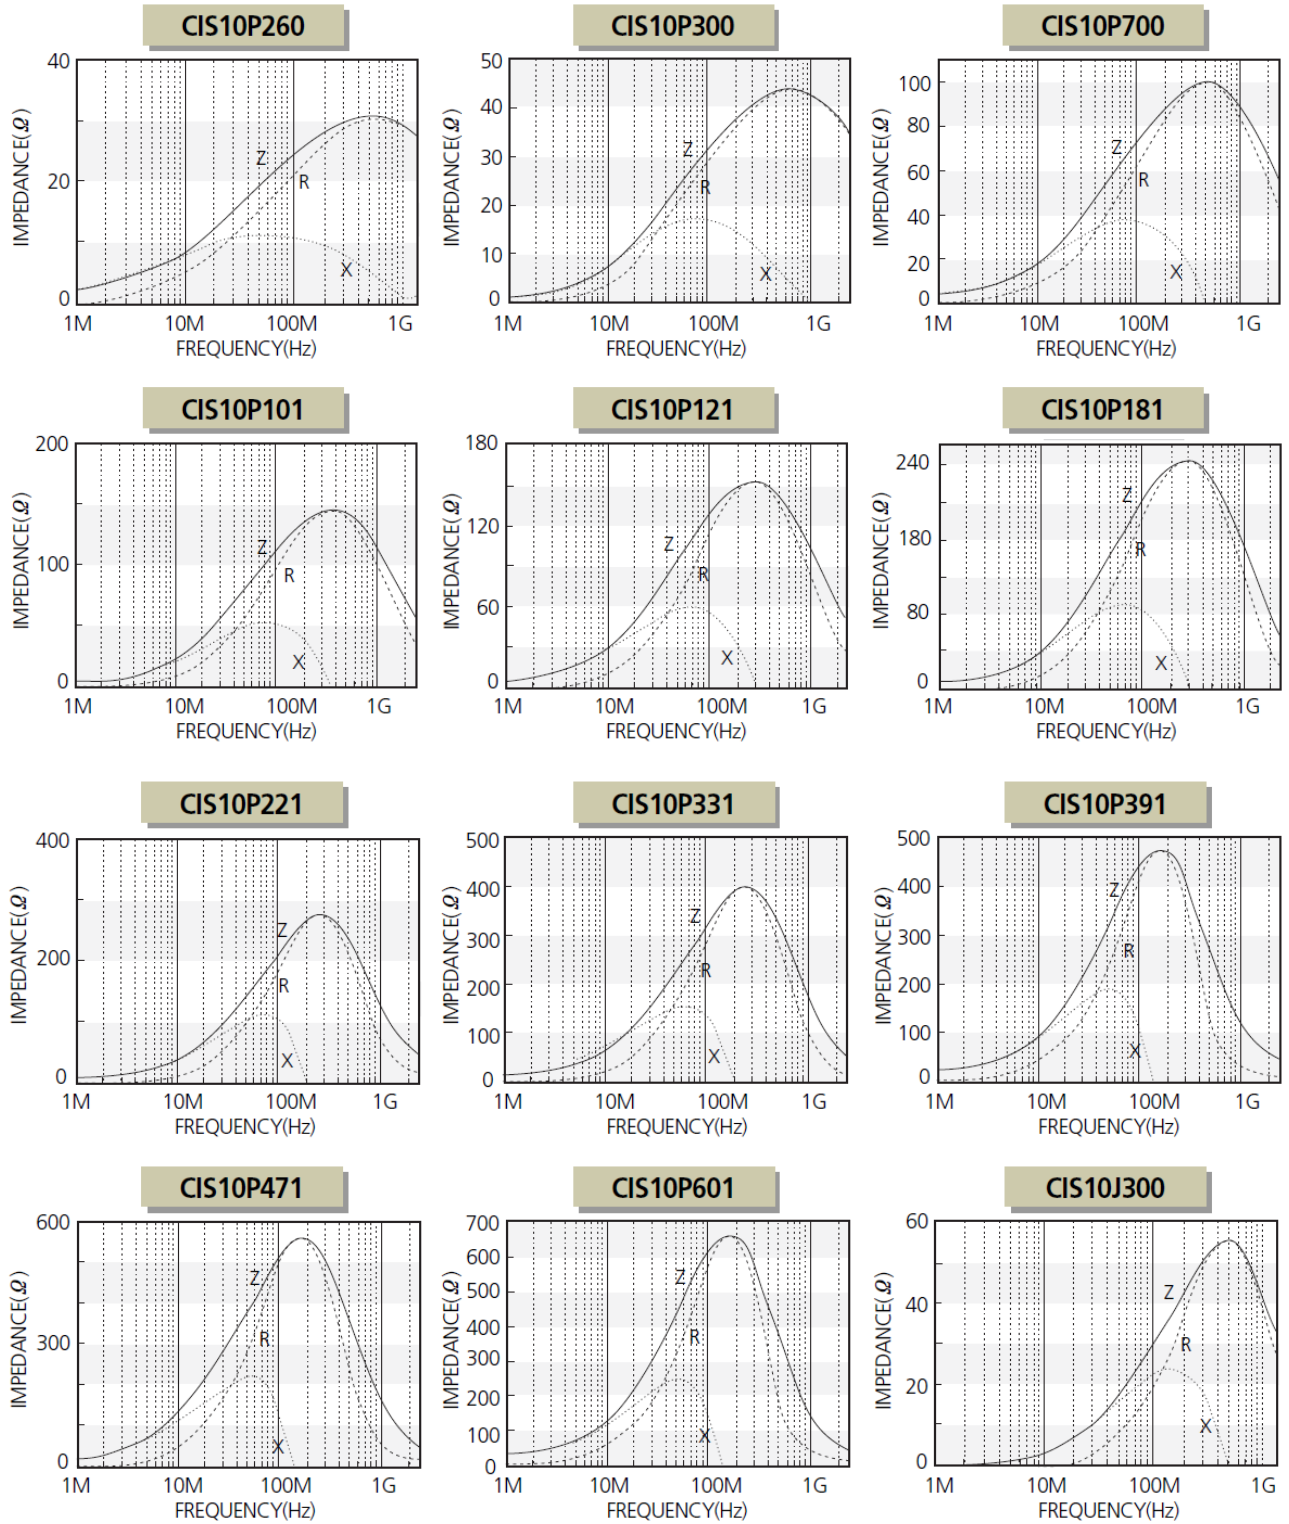 CIS10P260 CIS10P300 CIS10P700
40
20
0
IMPEDANCE(Ω)
Z
R
X
1M 10M 100M 1G
FREQUENCY(Hz)
50
40
30
20
10
0
IMPEDANCE(Ω)
Z
R
X
1M 10M 100M 1G
FREQUENCY(Hz)
100
80
60
40
20
0
IMPEDANCE(Ω)
Z
R
X
1M 10M 100M 1G
FREQUENCY(Hz)
CIS10P101 CIS10P121 CIS10P181
200
100
0
IMPEDANCE(Ω)
Z
R
X
1M 10M 100M 1G
FREQUENCY(Hz)
180
120
60
0
IMPEDANCE(Ω)
Z
R
X
1M 10M 100M 1G
FREQUENCY(Hz)
240
180
80
0
IMPEDANCE(Ω)
Z
R
X
1M 10M 100M 1G
FREQUENCY(Hz)
CIS10P221 CIS10P331 CIS10P391
400
200
0
IMPEDANCE(Ω)
Z
R
X
1M 10M 100M 1G
FREQUENCY(Hz)
500
400
300
200
100
0
IMPEDANCE(Ω)
Z
R
X
1M 10M 100M 1G
FREQUENCY(Hz)
500
400
300
200
100
0
IMPEDANCE(Ω)
Z
R
X
1M 10M 100M 1G
FREQUENCY(Hz)
CIS10P471 CIS10P601 CIS10J300
600
300
0
IMPEDANCE(Ω)
Z
R
X
1M 10M 100M 1G
FREQUENCY(Hz)
700
600
500
400
300
200
100
0
IMPEDANCE(Ω)
Z
R
X
1M 10M 100M 1G
FREQUENCY(Hz)
60
40
20
0
IMPEDANCE(Ω)
Z
R
X
1M 10M 100M 1G
FREQUENCY(Hz)